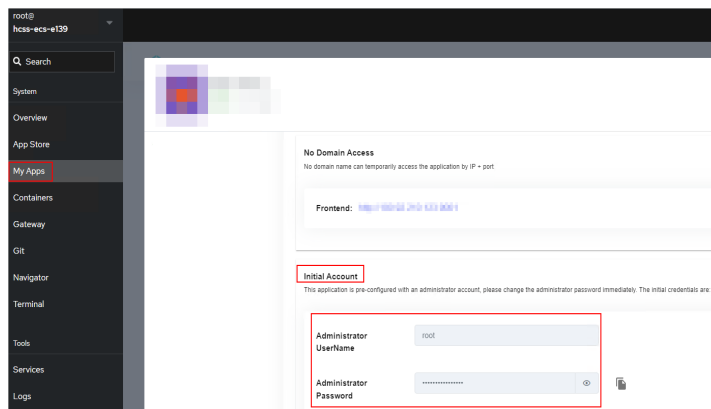 root@
hcss-ecs-e139
Search
System
Overview
App Store
My Apps
Containers
Gateway
Git
Navigator
Terminal
Tools
Services
Logs
No Domain Access
No domain name can temporarily access the application by IP + port
Frontend:
Initial Account
This application is pre-configured with an administrator account, please change the administrator password immediately. The initial credentials are:
Administrator
UserName
root
Administrator
Password